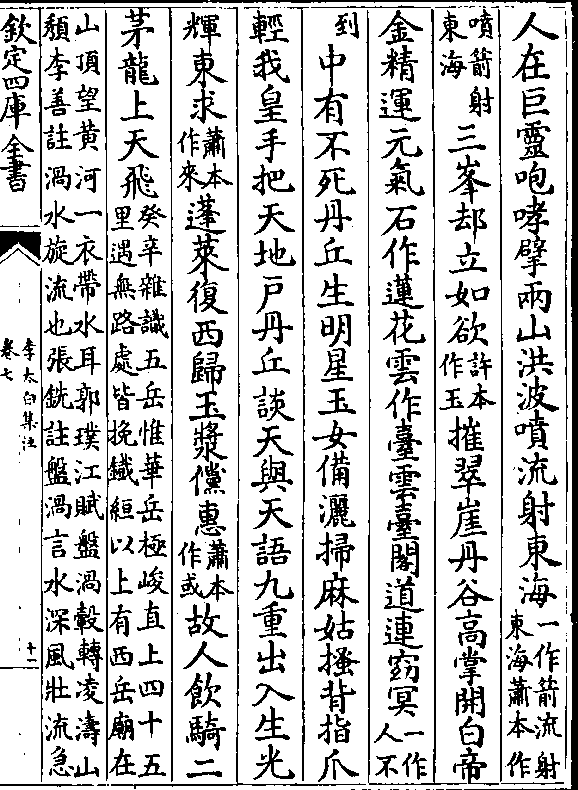 人在巨靈咆哮擘兩山洪波噴流射東海一作箭流射東海蕭本作
噴箭射東海三峯却立如欲許本作玉摧翠崖丹谷高掌開白帝
金精運元氣石作蓮花雲作臺雲臺閣道連窈冥一作人不
到中有不死丹丘生明星玉女備灑掃麻姑搔背指爪
輕我皇手把天地戸丹丘談天與天語九重出入生光
輝東求蕭本作來蓬萊復西歸玉漿儻惠蕭本作或故人飲騎二
茅龍上天飛癸辛雜識五岳惟華岳極峻直上四十五里遇無路處皆挽鐵絙以上有西岳廟在
山頂望黄河一衣帶水耳郭璞江賦盤渦轂轉凌濤山頽李善註渦水旋流也張銑註盤渦言水深風壯流急
欽定四庫全書
李太白集注
卷七
十一